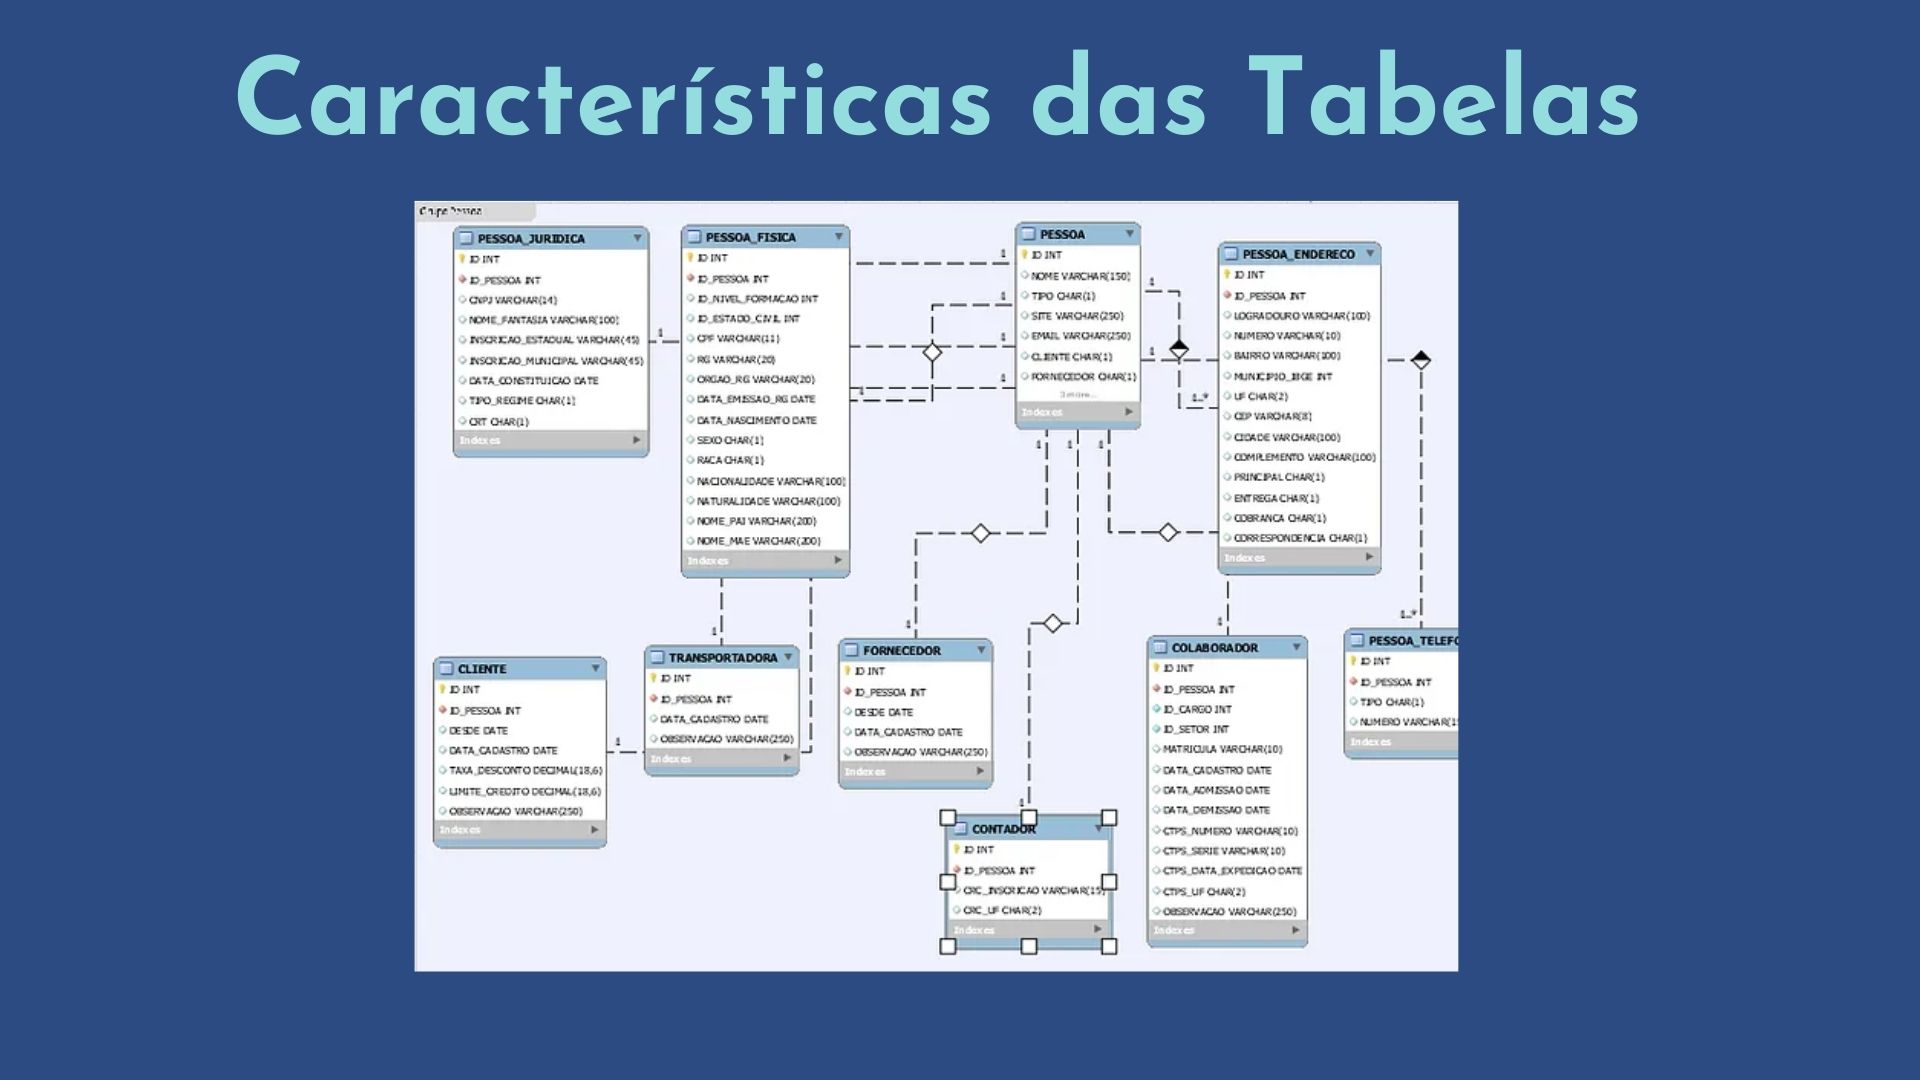 Características das Tabelas
Grupo Pessoa
PESSOA_JURIDICA
ID INT
ID_PESSOA INT
CNPJ VARCHAR(14)
NOME_FANTASIA VARCHAR(100)
INSCRICAO_ESTADUAL VARCHAR(45)
INSCRICAO_MUNICIPAL VARCHAR(45)
DATA_CONSTITUICAO DATE
TIPO_REGIME CHAR(1)
CRT CHAR(1)
Indexes
PESSOA_FISICA
ID INT
ID_PESSOA INT
ID_NIVEL_FORMACAO INT
ID_ESTADO_CIVIL INT
CPF VARCHAR(11)
RG VARCHAR(20)
ORGAO_RG VARCHAR(20)
DATA_EMISSAO_RG DATE
DATA_NASCIMENTO DATE
SEXO CHAR(1)
RACA CHAR(1)
NACIONALIDADE VARCHAR(100)
NATURALIDADE VARCHAR(100)
NOME_PAI VARCHAR(200)
NOME_MAE VARCHAR(200)
Indexes
PESSOA
ID INT
NOME VARCHAR(150)
TIPO CHAR(1)
SITE VARCHAR(250)
EMAIL VARCHAR(250)
CLIENTE CHAR(1)
FORNECEDOR CHAR(1)
3 more...
Indexes
PESSOA_ENDERECO
ID INT
ID_PESSOA INT
LOGRADOURO VARCHAR(100)
NUMERO VARCHAR(10)
BAIRRO VARCHAR(100)
MUNICIPIO_IBGE INT
UF CHAR(2)
CEP VARCHAR(8)
CIDADE VARCHAR(100)
COMPLEMENTO VARCHAR(100)
PRINCIPAL CHAR(1)
ENTREGA CHAR(1)
COBRANCA CHAR(1)
CORRESPONDENCIA CHAR(1)
Indexes
1
1
1
1
1
1
1
1
1..*
1
1
1
1
1
1
1..*
1
1
CLIENTE
ID INT
ID_PESSOA INT
DESDE DATE
DATA_CADASTRO DATE
TAXA_DESCONTO DECIMAL(18,6)
LIMITE_CREDITO DECIMAL(18,6)
OBSERVACAO VARCHAR(250)
Indexes
TRANSPORTADORA
ID INT
ID_PESSOA INT
DATA_CADASTRO DATE
OBSERVACAO VARCHAR(250)
Indexes
FORNECEDOR
ID INT
ID_PESSOA INT
DESDE DATE
DATA_CADASTRO DATE
OBSERVACAO VARCHAR(250)
Indexes
CONTADOR
ID INT
ID_PESSOA INT
CRC_INSCRICAO VARCHAR(15)
CRC_UF CHAR(2)
Indexes
COLABORADOR
ID INT
ID_PESSOA INT
ID_CARGO INT
ID_SETOR INT
MATRICULA VARCHAR(10)
DATA_CADASTRO DATE
DATA_ADMISSAO DATE
DATA_DEMISSAO DATE
CTPS_NUMERO VARCHAR(10)
CTPS_SERIE VARCHAR(10)
CTPS_DATA_EXPEDICAO DATE
CTPS_UF CHAR(2)
OBSERVACAO VARCHAR(250)
Indexes
PESSOA_TELEFO
ID INT
ID_PESSOA INT
TIPO CHAR(1)
NUMERO VARCHAR(1
Indexes